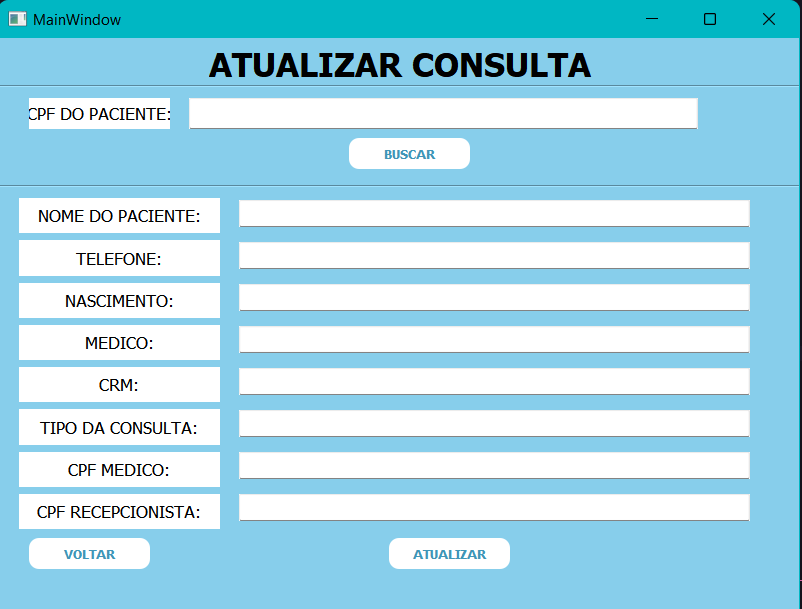 MainWindow
ATUALIZAR CONSULTA
CPF DO PACIENTE:
BUSCAR
NOME DO PACIENTE:
TELEFONE:
NASCIMENTO:
MEDICO:
CRM:
TIPO DA CONSULTA:
CPF MEDICO:
CPF RECEPCIONISTA:
VOLTAR ATUALIZAR